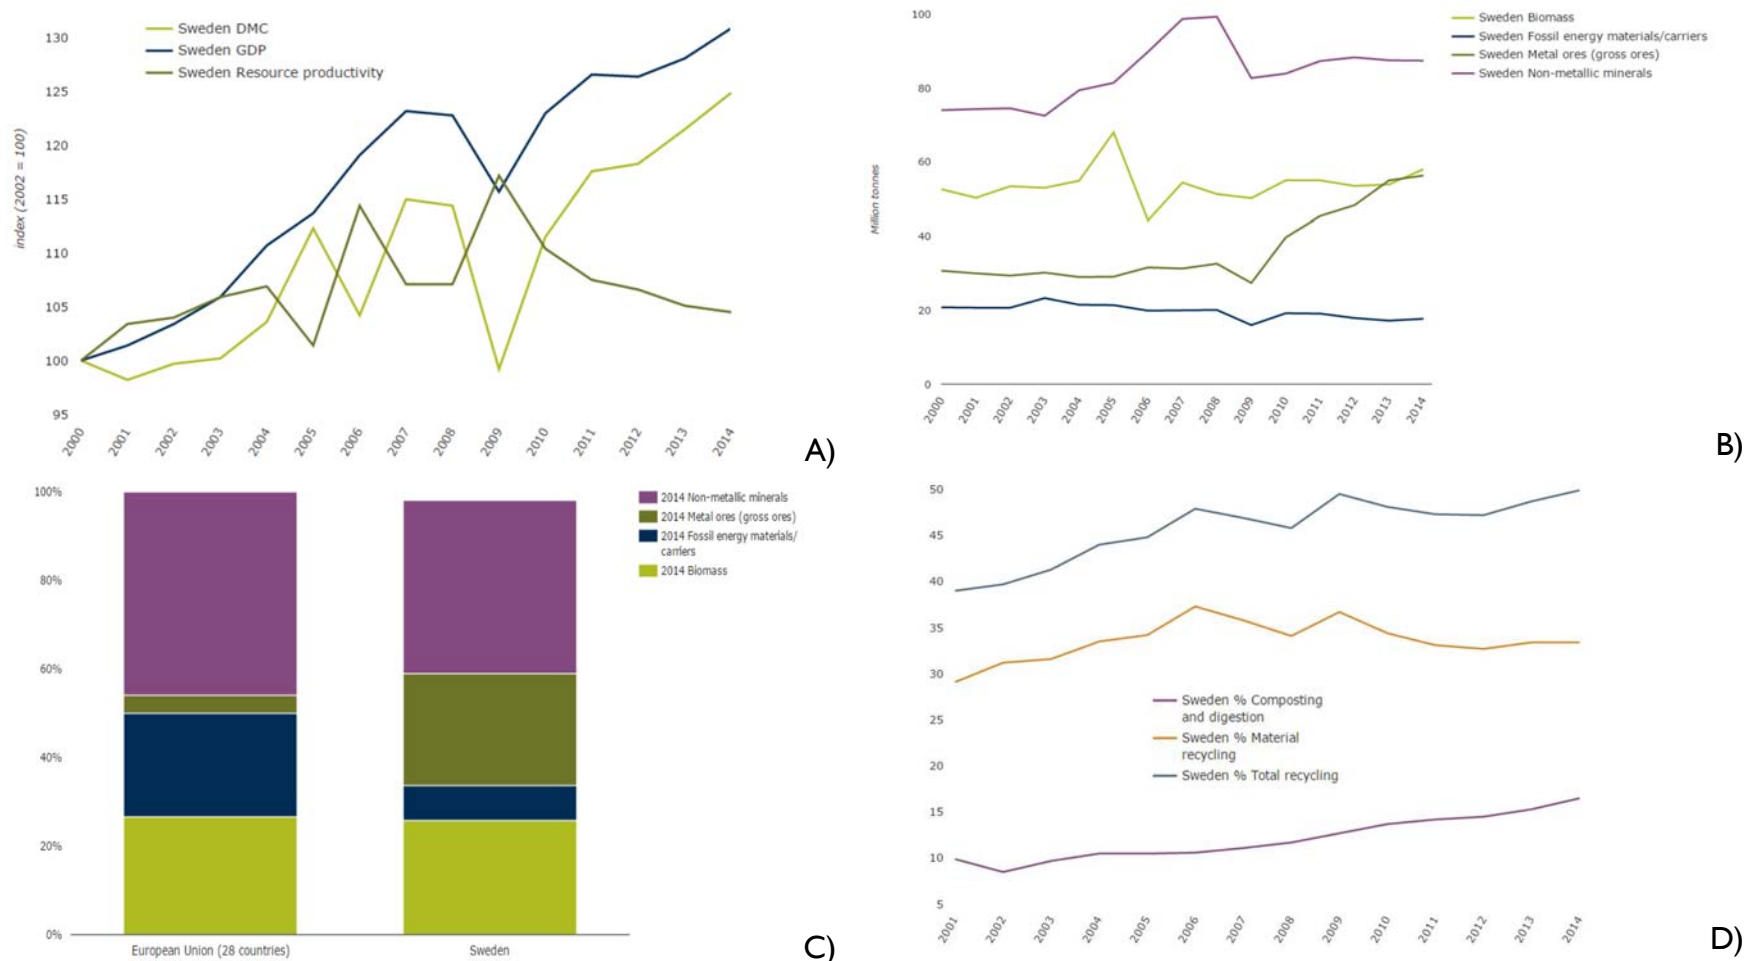 Sweden DMC
Sweden GDP
Sweden Resource productivity
index (2002 = 100)
130
125
120
115
110
105
100
95
2000
2001
2002
2003
2004
2005
2006
2007
2008
2009
2010
2011
2012
2013
2014
A)
Sweden Biomass
Sweden Fossil energy materials/carriers
Sweden Metal ores (gross ores)
Sweden Non-metallic minerals
Million tonnes
100
80
60
40
20
0
2000
2001
2002
2003
2004
2005
2006
2007
2008
2009
2010
2011
2012
2013
2014
B)
100%
80%
60%
40%
20%
0%
2014 Non-metallic minerals
2014 Metal ores (gross ores)
2014 Fossil energy materials/
carriers
2014 Biomass
European Union (28 countries)
Sweden
C)
50
45
40
35
30
25
20
15
10
5
Sweden % Composting
and digestion
Sweden % Material
recycling
Sweden % Total recycling
2001
2002
2003
2004
2005
2006
2007
2008
2009
2010
2011
2012
2013
2014
D)